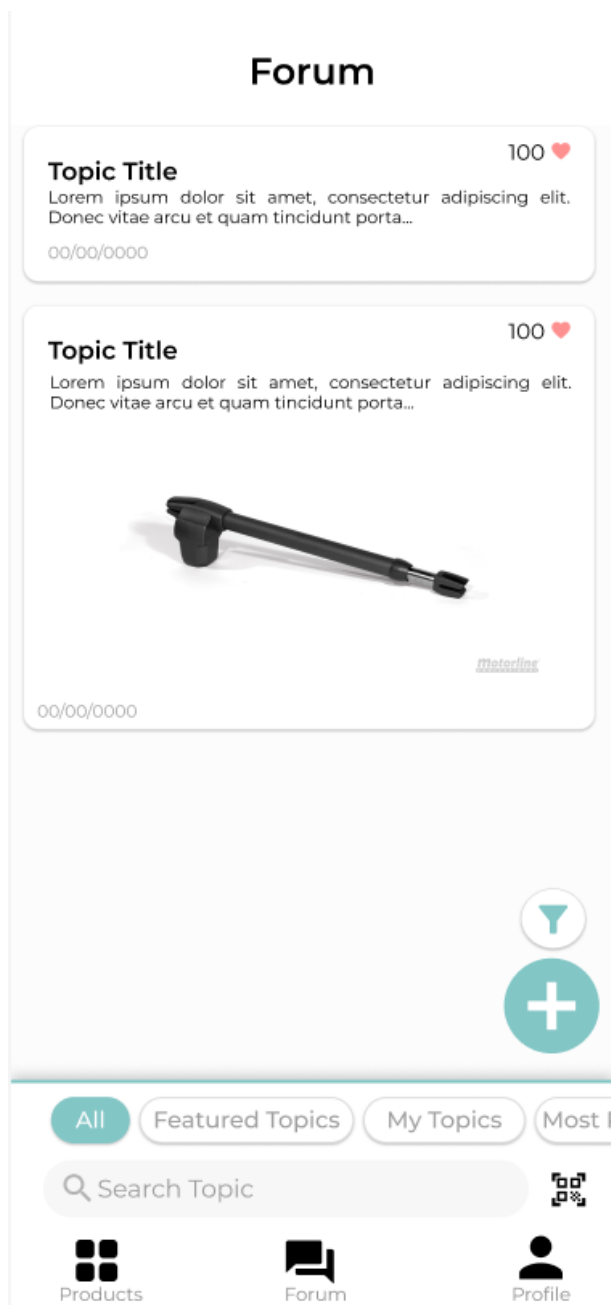 Forum
100
Topic Title
Lorem ipsum dolor sit amet, consectetur adipiscing elit.
Donec vitae arcu et quam tincidunt porta...
00/00/0000
100
Topic Title
Lorem ipsum dolor sit amet, consectetur adipiscing elit.
Donec vitae arcu et quam tincidunt porta...
Motorline
00/00/0000
All Featured Topics My Topics Most
Search Topic
Products Forum Profile